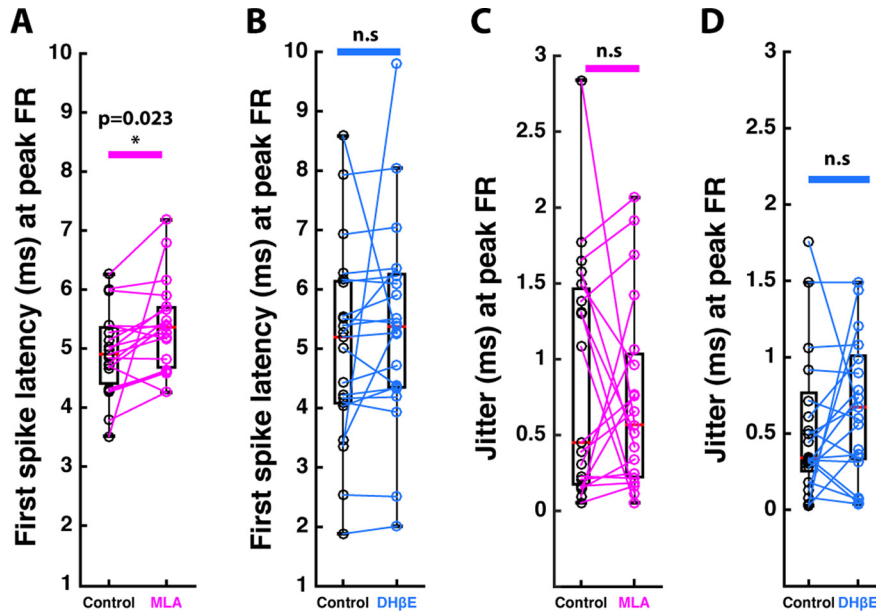 A
First spike latency (ms) at peak FR
10
9
8
7
6
5
4
3
2
1
p=0.023
*
Control MLA
B
First spike latency (ms) at peak FR
10
9
8
7
6
5
4
3
2
1
n.s
Control DHβE
C
Jitter (ms) at peak FR
3
2.5
2
1.5
1
0.5
0
n.s
Control MLA
D
Jitter (ms) at peak FR
3
2.5
2
1.5
1
0.5
0
n.s
Control DHβE